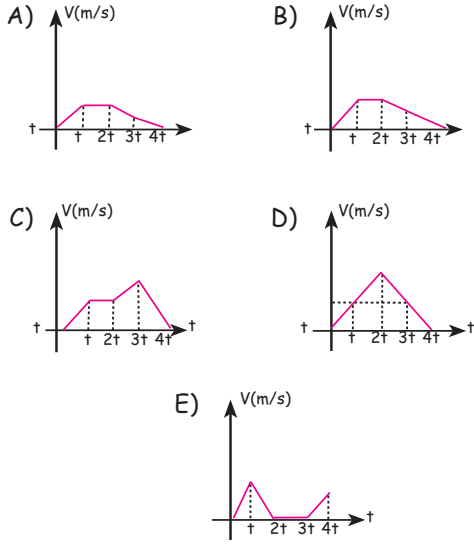 A) V(m/s)
t t 2t 3t 4t
B) V(m/s)
t t 2t 3t 4t
C) V(m/s)
t t 2t 3t 4t t
D) V(m/s)
t t 2t 3t 4t t
E) V(m/s)
t 2t 3t 4t t